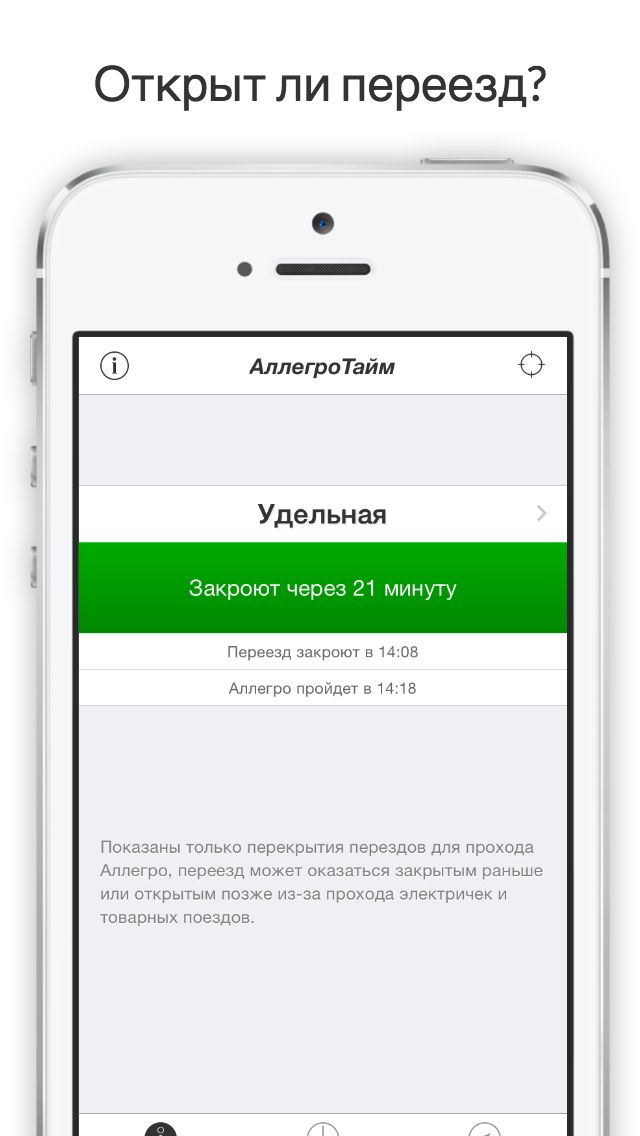 Открыт ли переезд?
АллегроТайм
Удельная
Закроют через 21 минуту
Переезд закроют в 14:08
Аллегро пройдет в 14:18
Показаны только перекрытия перездов для прохода
Аллегро, переезд может оказаться закрытым раньше
или открытым позже из-за прохода электричек и
товарных поездов.